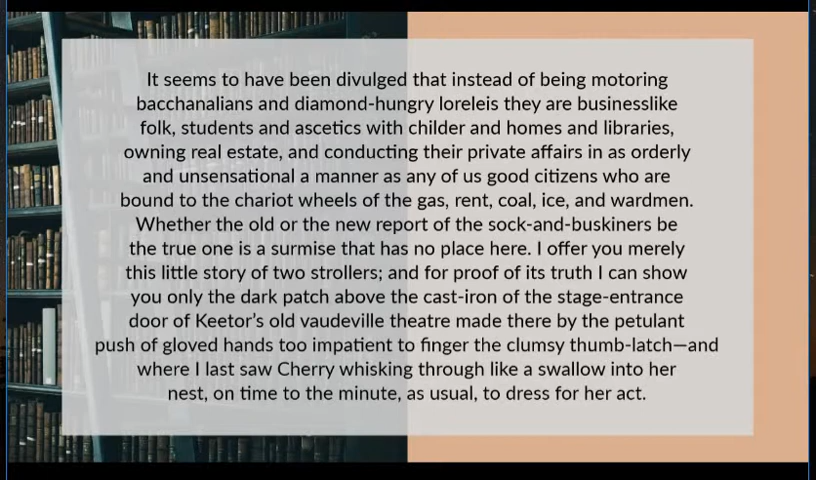 It seems to have been divulged that instead of being motoring
bacchanalians and diamond-hungry loreleis they are businesslike
folk, students and ascetics with childer and homes and libraries,
owning real estate, and conducting their private affairs in as orderly
and unsensational a manner as any of us good citizens who are
bound to the chariot wheels of the gas, rent, coal, ice, and wardmen.
Whether the old or the new report of the sock-and-buskiners be
the true one is a surmise that has no place here. I offer you merely
this little story of two strollers; and for proof of its truth I can show
you only the dark patch above the cast-iron of the stage-entrance
door of Keetor’s old vaudeville theatre made there by the petulant
push of gloved hands too impatient to finger the clumsy thumb-latch—and
where I last saw Cherry whisking through like a swallow into her
nest, on time to the minute, as usual, to dress for her act.